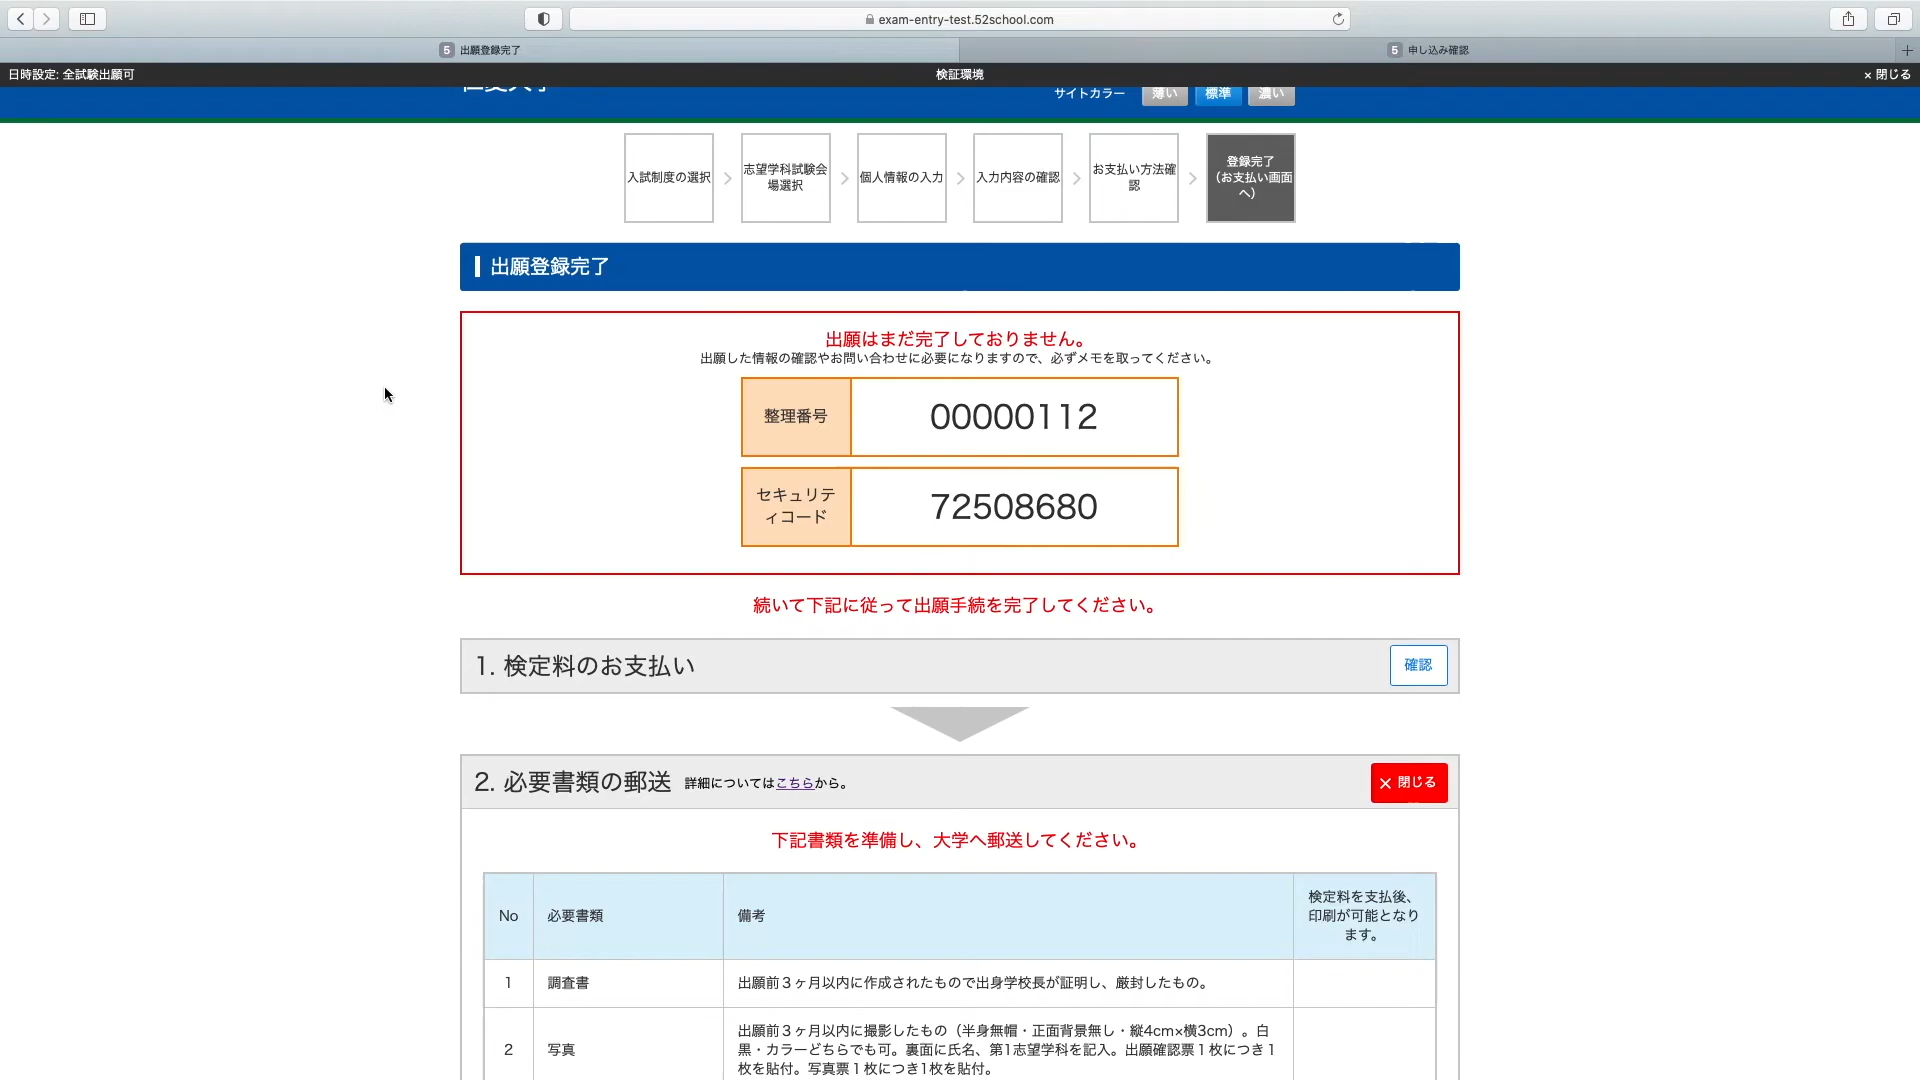 exam-entry-test.52school.com
5 出願登録完了
5 申し込み確認
日時設定: 全試験出願可
検証環境
× 閉じる
サイトカラー
薄い
標準
濃い
入試制度の選択
志望学科試験会
場選択
個人情報の入力
入力内容の確認
お支払い方法確
認
登録完了
(お支払い画面
へ)
出願登録完了
出願はまだ完了しておりません。
出願した情報の確認やお問い合わせに必要になりますので、必ずメモを取ってください。
整理番号
00000112
セキュリテ
ィコード
72508680
続いて下記に従って出願手続を完了してください。
1. 検定料のお支払い
確認
2. 必要書類の郵送 詳細についてはこちらから。
× 閉じる
下記書類を準備し、大学へ郵送してください。
No
必要書類
備考
検定料を支払後、
印刷が可能となり
ます。
1
調査書
出願前３ヶ月以内に作成されたもので出身学校長が証明し、厳封したもの。
2
写真
出願前３ヶ月以内に撮影したもの（半身無帽・正面背景無し・縦4cm×横3cm）。白
黒・カラーどちらでも可。裏面に氏名、第1志望学科を記入。出願確認票１枚につき１
枚を貼付。写真票１枚につき1枚を貼付。